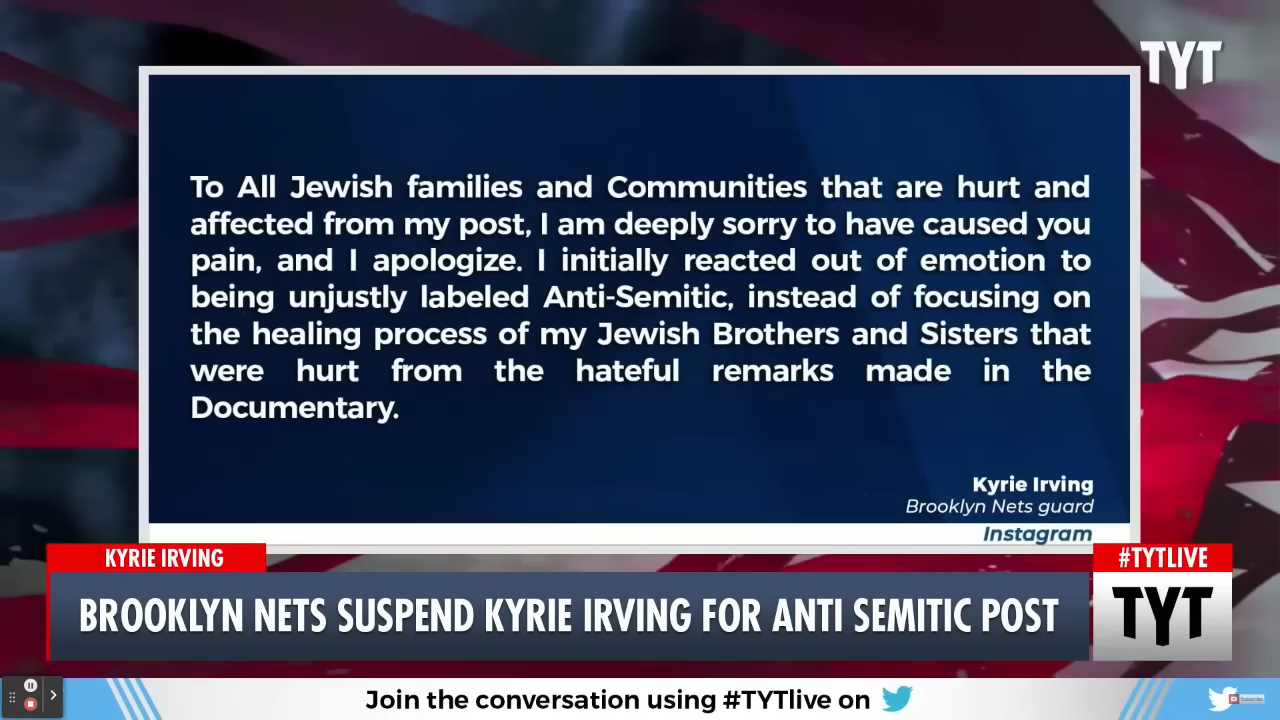 TYT
To All Jewish families and Communities that are hurt and
affected from my post, I am deeply sorry to have caused you
pain, and I apologize. I initially reacted out of emotion to
being unjustly labeled Anti-Semitic, instead of focusing on
the healing process of my Jewish Brothers and Sisters that
were hurt from the hateful remarks made in the
Documentary.
Kyrie Irving
Brooklyn Nets guard
Instagram
KYRIE IRVING
#TYTLIVE
BROOKLYN NETS SUSPEND KYRIE IRVING FOR ANTI SEMITIC POST
TYT
Join the conversation using #TYTlive on
Subscribe